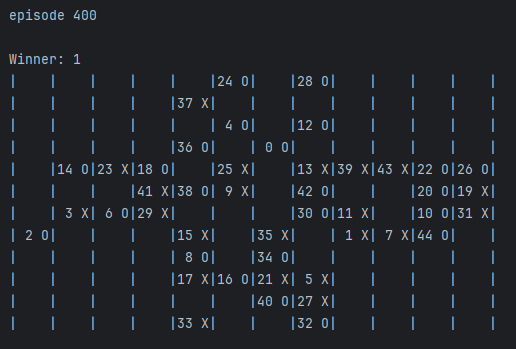 episode 400
Winner: 1
|    |    |    |    |    |24 O|    |28 O|    |    |    |    |
|    |    |    |    |37 X|    |    |    |    |    |    |    |
|    |    |    |    |    | 4 O|    |12 O|    |    |    |    |
|    |    |    |    |36 O|    | 0 O|    |    |    |    |    |
|    |14 O|23 X|18 O|    |25 X|    |13 X|39 X|43 X|22 O|26 O|
|    |    |    |41 X|38 O| 9 X|    |42 O|    |    |20 O|19 X|
|    | 3 X| 6 O|29 X|    |    |    |30 O|11 X|    |10 O|31 X|
| 2 O|    |    |    |15 X|    |35 X|    | 1 X| 7 X|44 O|    |
|    |    |    |    | 8 O|    |34 O|    |    |    |    |    |
|    |    |    |    |17 X|16 O|21 X| 5 X|    |    |    |    |
|    |    |    |    |    |    |40 O|27 X|    |    |    |    |
|    |    |    |    |33 X|    |    |32 O|    |    |    |    |